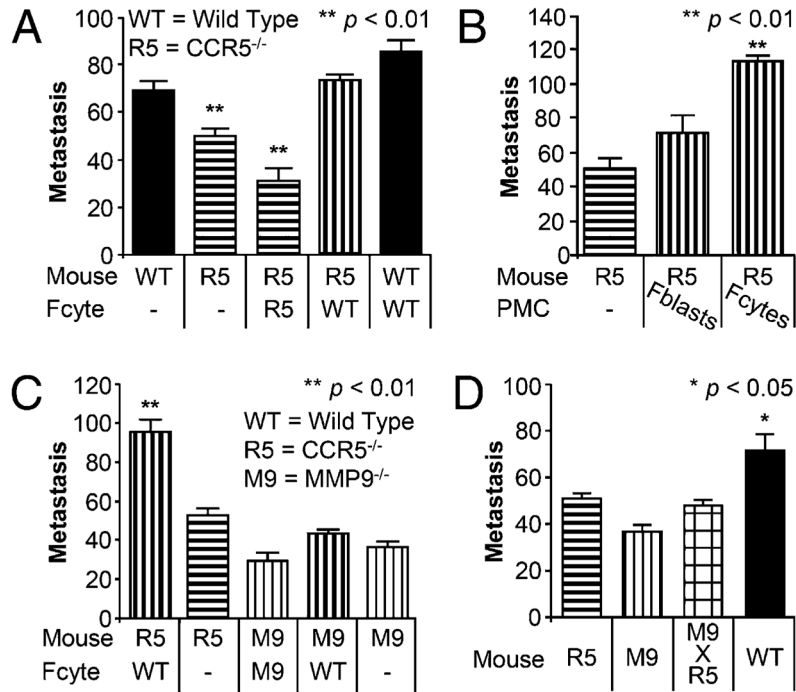 A
WT = Wild Type
R5 = CCR5-/-
** p < 0.01
Metastasis
100
80
60
40
20
0
**
**
Mouse WT R5 R5 R5 WT
Fcyte - - R5 WT WT
B
** p < 0.01
Metastasis
140
120
100
80
60
40
20
0
**
Mouse R5 R5 R5
PMC - Fblasts Fcytes
C
** p < 0.01
WT = Wild Type
R5 = CCR5-/-
M9 = MMP9-/-
Metastasis
120
100
80
60
40
20
0
**
Mouse R5 R5 M9 M9 M9
Fcyte WT - M9 WT -
D
* p < 0.05
Metastasis
100
80
60
40
20
0
*
Mouse R5 M9 M9 X R5 WT